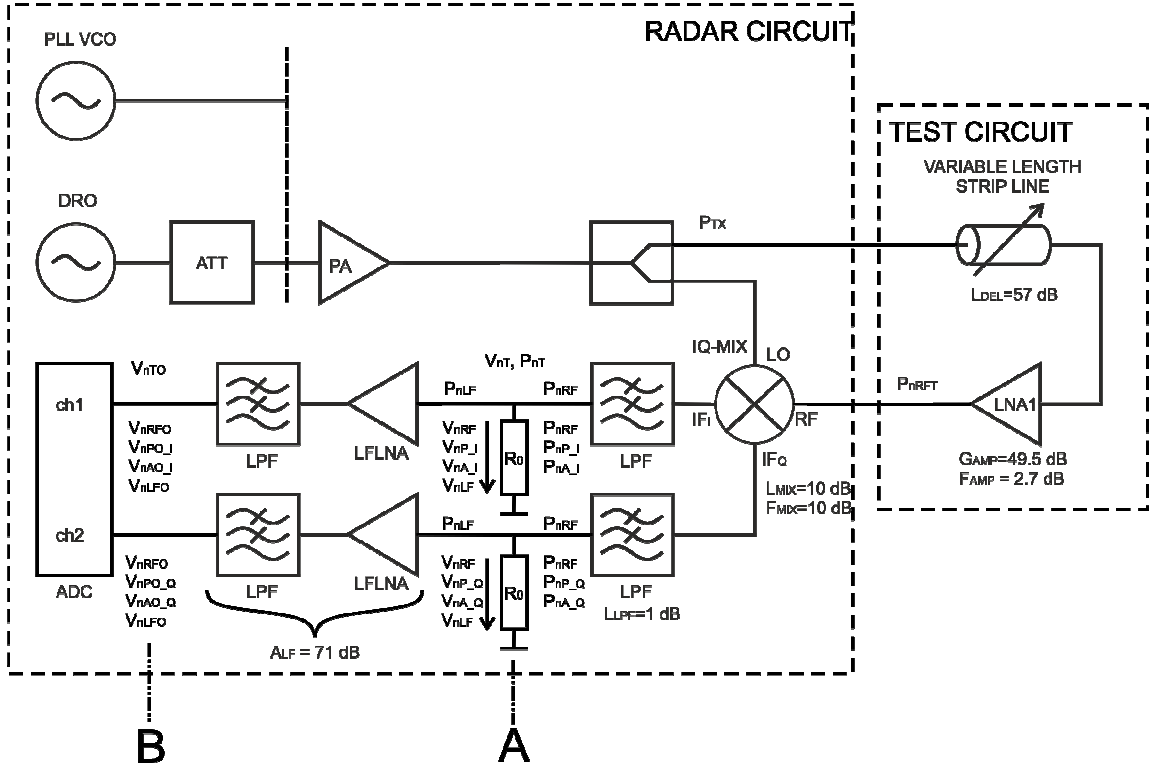 RADAR CIRCUIT
PLL VCO
DRO
ATT
PA
PTX
TEST CIRCUIT
VARIABLE LENGTH
STRIP LINE
LDEL=57 dB
IQ-MIX
LO
RF
IFI
IFQ
LMIX=10 dB
FMIX=10 dB
PnRFT
LNA1
GAMP=49.5 dB
FAMP = 2.7 dB
VnT, PnT
VnTO
PnLF
PnRF
ch1
VnRFO
VnPO_I
VnAO_I
VnLFO
LPF
LFLNA
VnRF
VnP_I
VnA_I
VnLF
R0
PnRF
PnP_I
PnA_I
LPF
PnLF
PnRF
ch2
ADC
VnRFO
VnPO_Q
VnAO_Q
VnLFO
LPF
LFLNA
VnRF
VnP_Q
VnA_Q
VnLF
R0
PnRF
PnP_Q
PnA_Q
LPF
LLPF=1 dB
ALF = 71 dB
B
A